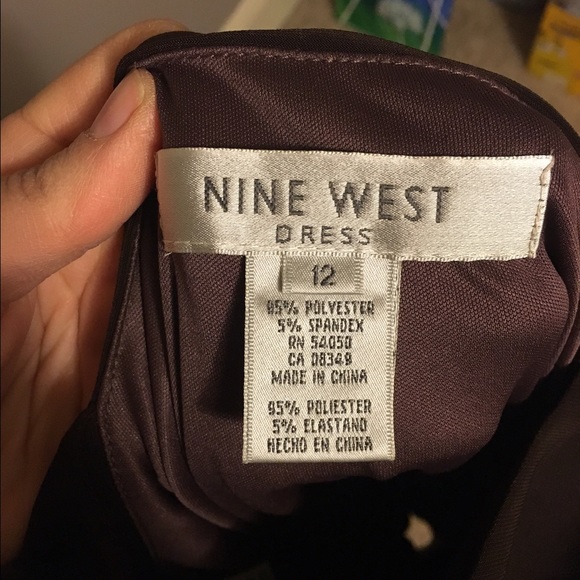 NINE WEST
DRESS
12
95% POLYESTER
5% SPANDEX
RN 54050
CA 08349
MADE IN CHINA
95% POLIESTER
5% ELASTANO
HECHO EN CHINA